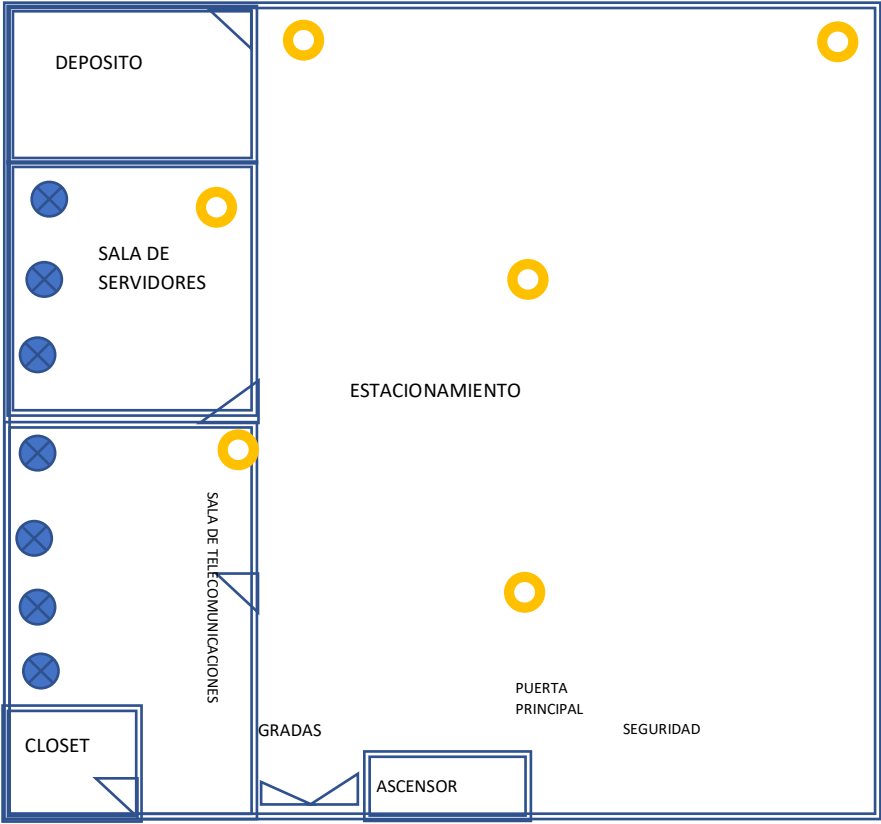 DEPOSITO
SALA DE
SERVIDORES
ESTACIONAMIENTO
SALA DE TELECOMUNICACIONES
PUERTA
PRINCIPAL
GRADAS
SEGURIDAD
CLOSET
ASCENSOR